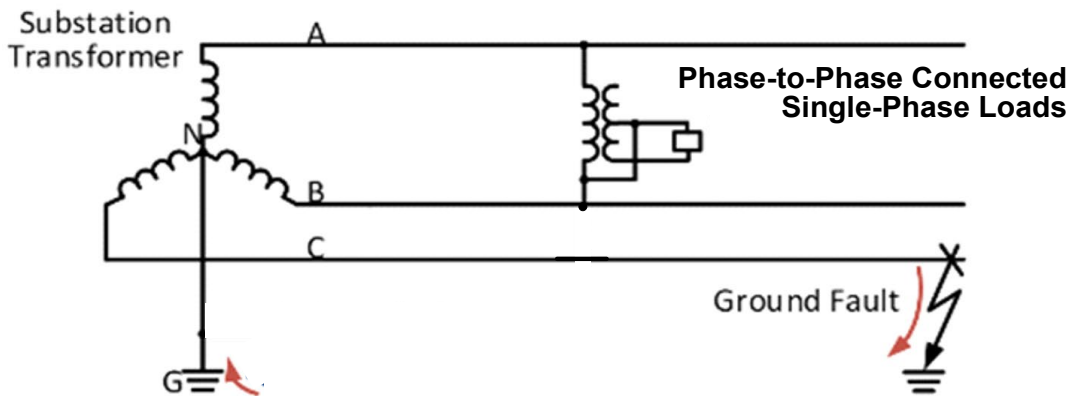 Substation
Transformer
A
Phase-to-Phase Connected
Single-Phase Loads
N
B
C
Ground Fault
G